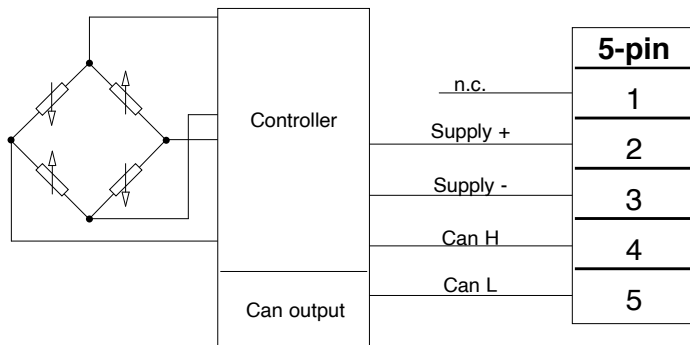 5-pin
n.c.
1
Controller
Supply +
2
Supply -
3
Can H
4
Can L
5
Can output